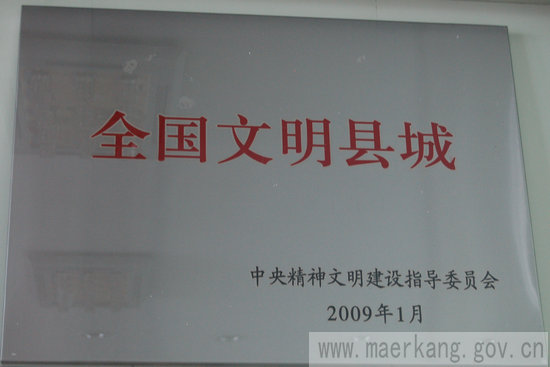 全国文明县城
中央精神文明建设指导委员会
2009年1月
www.maerkang.gov.cn